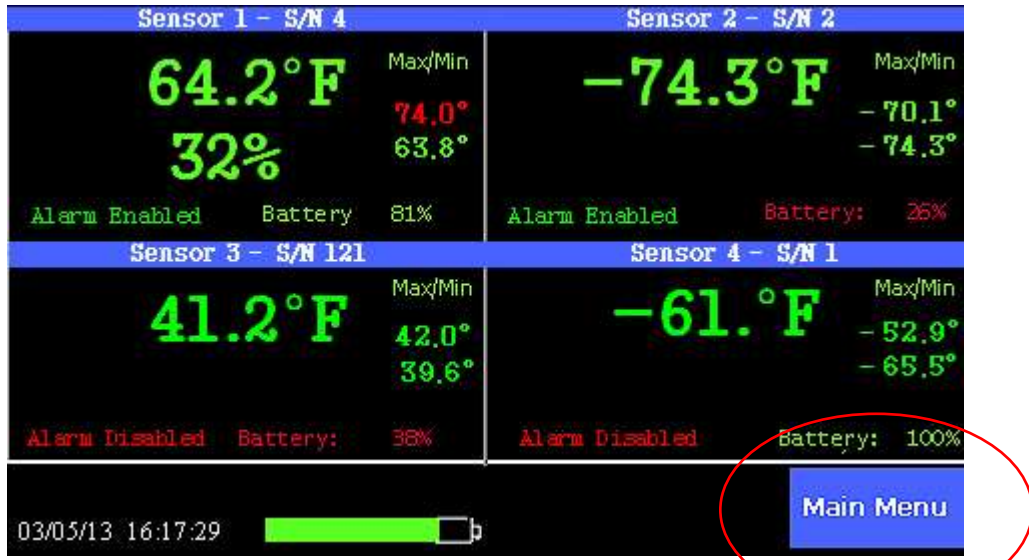 Sensor 1 - S/N 4
64.2°F
Max/Min
74.0°
32%
63.8°
Alarm Enabled Battery 81%
Sensor 2 - S/N 2
-74.3°F
Max/Min
-70.1°
-74.3°
Alarm Enabled Battery: 26%
Sensor 3 - S/N 121
41.2°F
Max/Min
42.0°
39.6°
Alarm Disabled Battery: 38%
Sensor 4 - S/N 1
-61.°F
Max/Min
-52.9°
-65.5°
Alarm Disabled Battery: 100%
Main Menu
03/05/13 16:17:29